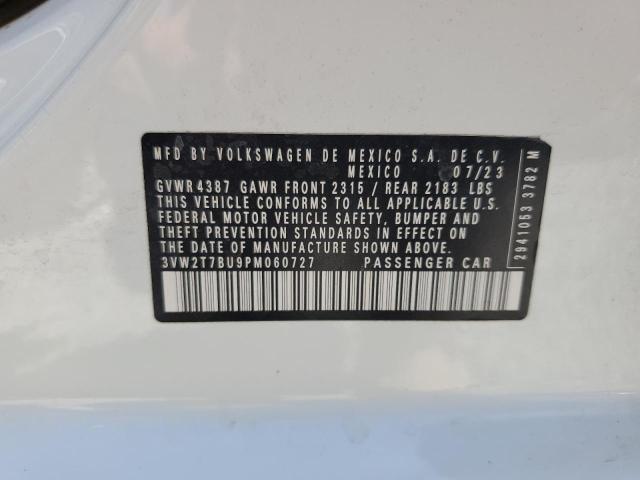 MFD BY VOLKSWAGEN DE MEXICO S.A. DE C.V.
MEXICO 07/23
GVWR 4387 GAWR FRONT 2315 / REAR 2183 LBS
THIS VEHICLE CONFORMS TO ALL APPLICABLE U.S.
FEDERAL MOTOR VEHICLE SAFETY, BUMPER AND
THEFT PREVENTION STANDARDS IN EFFECT ON
THE DATE OF MANUFACTURE SHOWN ABOVE.
3VW2T7BU9PM060727 PASSENGER CAR
2941053 3782 M